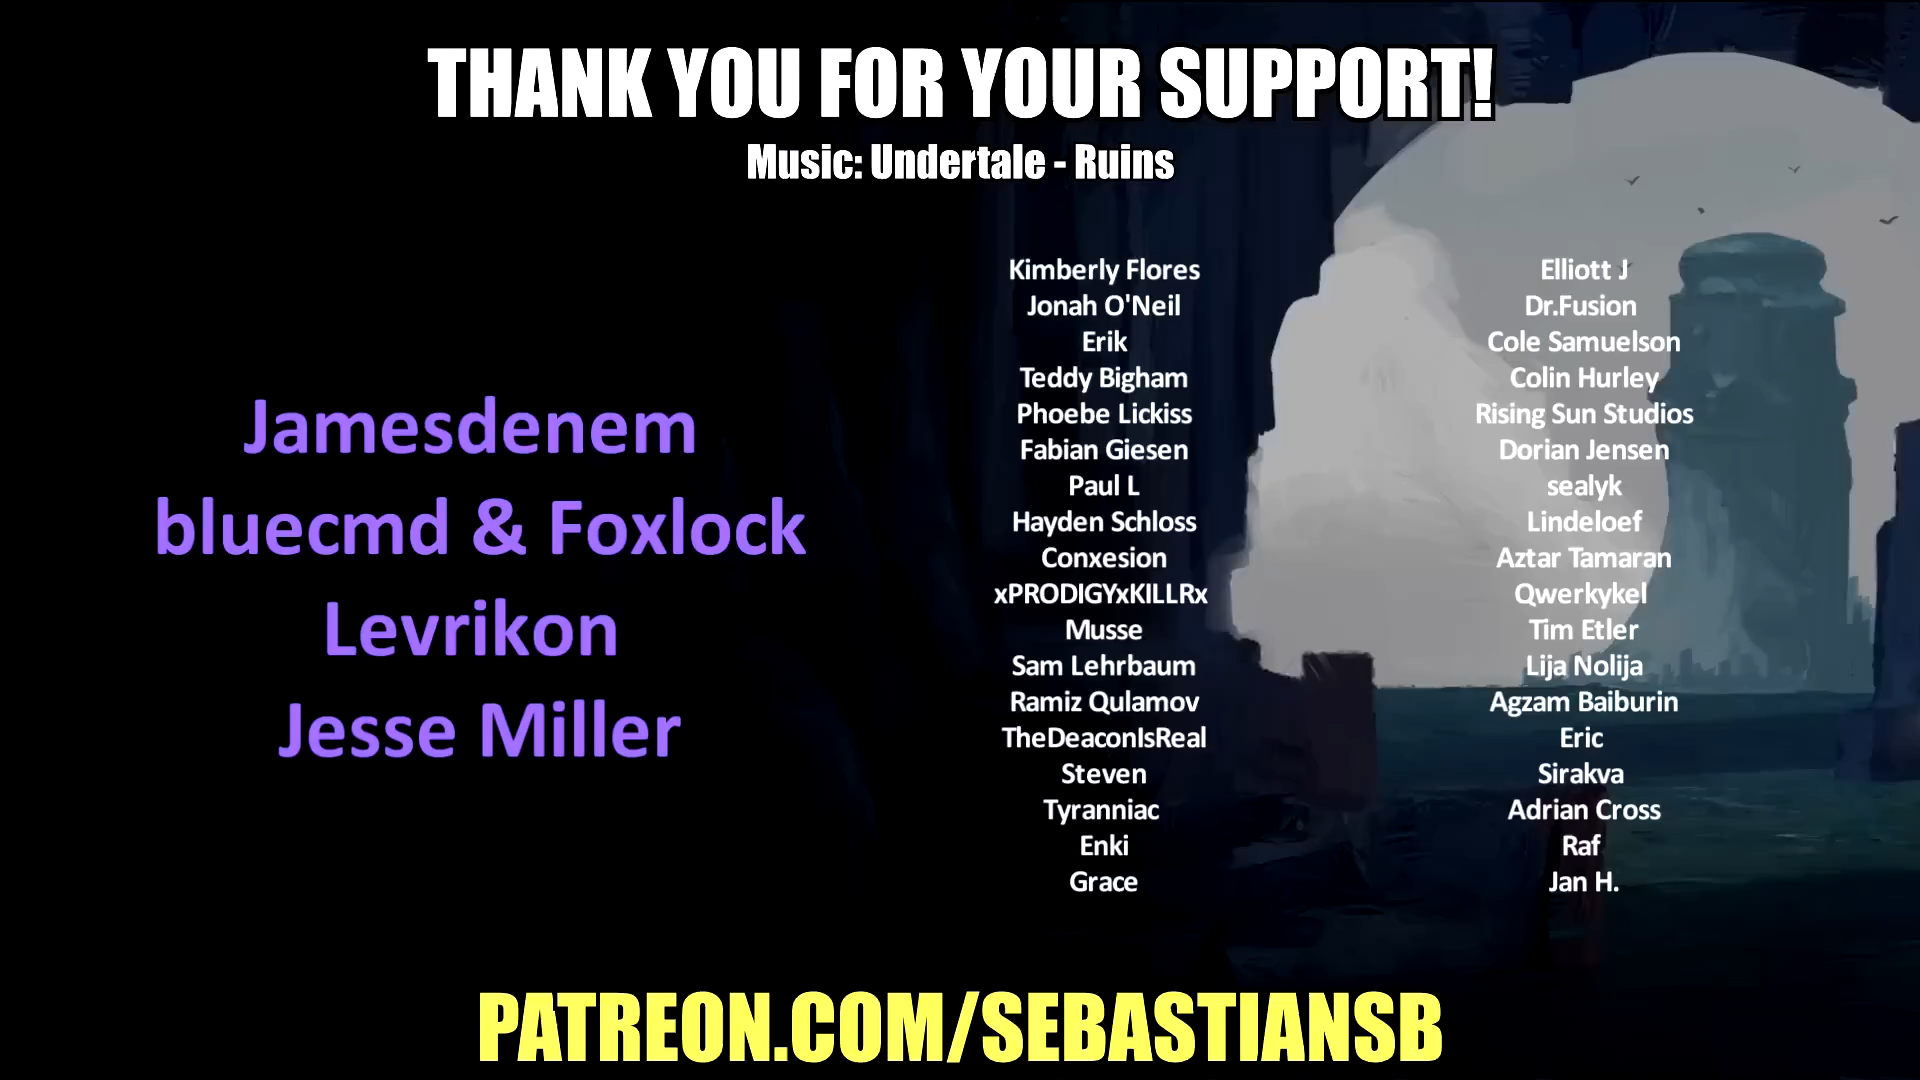 THANK YOU FOR YOUR SUPPORT!
Music: Undertale - Ruins
Jamesdenem
bluecmd & Foxlock
Levrikon
Jesse Miller
Kimberly Flores
Jonah O'Neil
Erik
Teddy Bigham
Phoebe Lickiss
Fabian Giesen
Paul L
Hayden Schloss
Conxesion
xPRODIGYxKILLRx
Musse
Sam Lehrbaum
Ramiz Qulamov
TheDeaconIsReal
Steven
Tyranniac
Enki
Grace
Elliott J
Dr.Fusion
Cole Samuelson
Colin Hurley
Rising Sun Studios
Dorian Jensen
sealyk
Lindeloef
Aztar Tamaran
Qwerkykel
Tim Etler
Lija Nolija
Agzam Baiburin
Eric
Sirakva
Adrian Cross
Raf
Jan H.
PATREON.COM/SEBASTIANSB